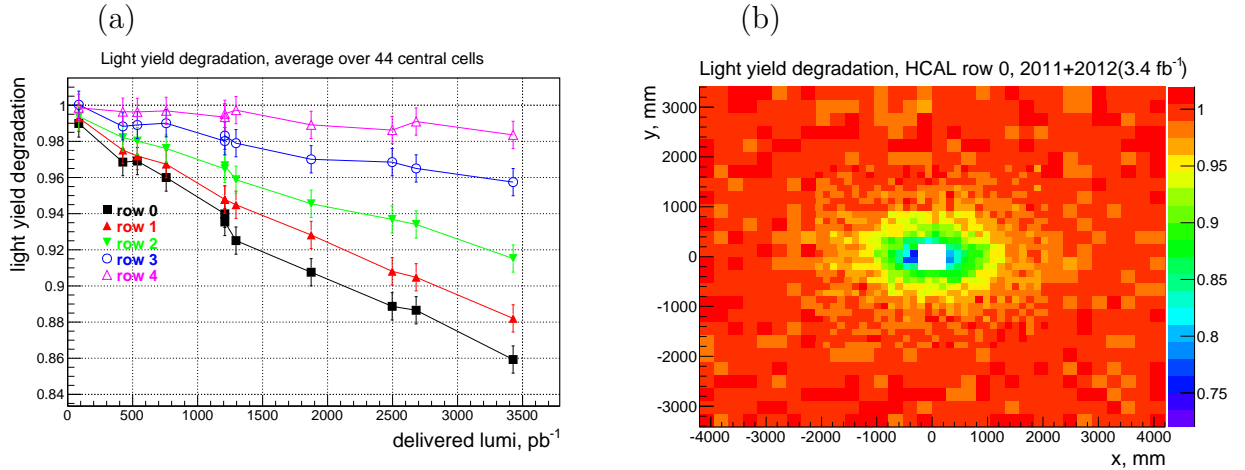 (a)
Light yield degradation, average over 44 central cells
light yield degradation
1
0.98
0.96
0.94
0.92
0.9
0.88
0.86
0.84
row 0
row 1
row 2
row 3
row 4
0 500 1000 1500 2000 2500 3000 3500
delivered lumi, pb⁻¹
(b)
Light yield degradation, HCAL row 0, 2011+2012(3.4 fb⁻¹)
y, mm
3000
2000
1000
0
-1000
-2000
-3000
-4000 -3000 -2000 -1000 0 1000 2000 3000 4000
x, mm
1
0.95
0.9
0.85
0.8
0.75